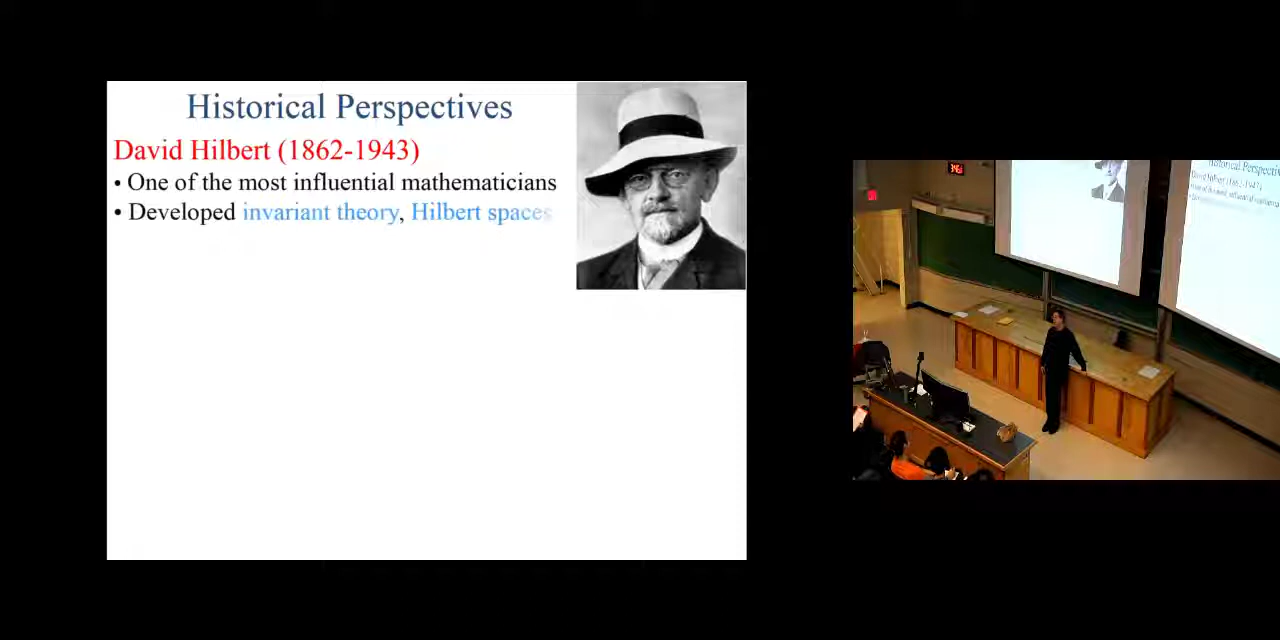 Historical Perspectives
David Hilbert (1862-1943)
• One of the most influential mathematicians
• Developed invariant theory, Hilbert spaces